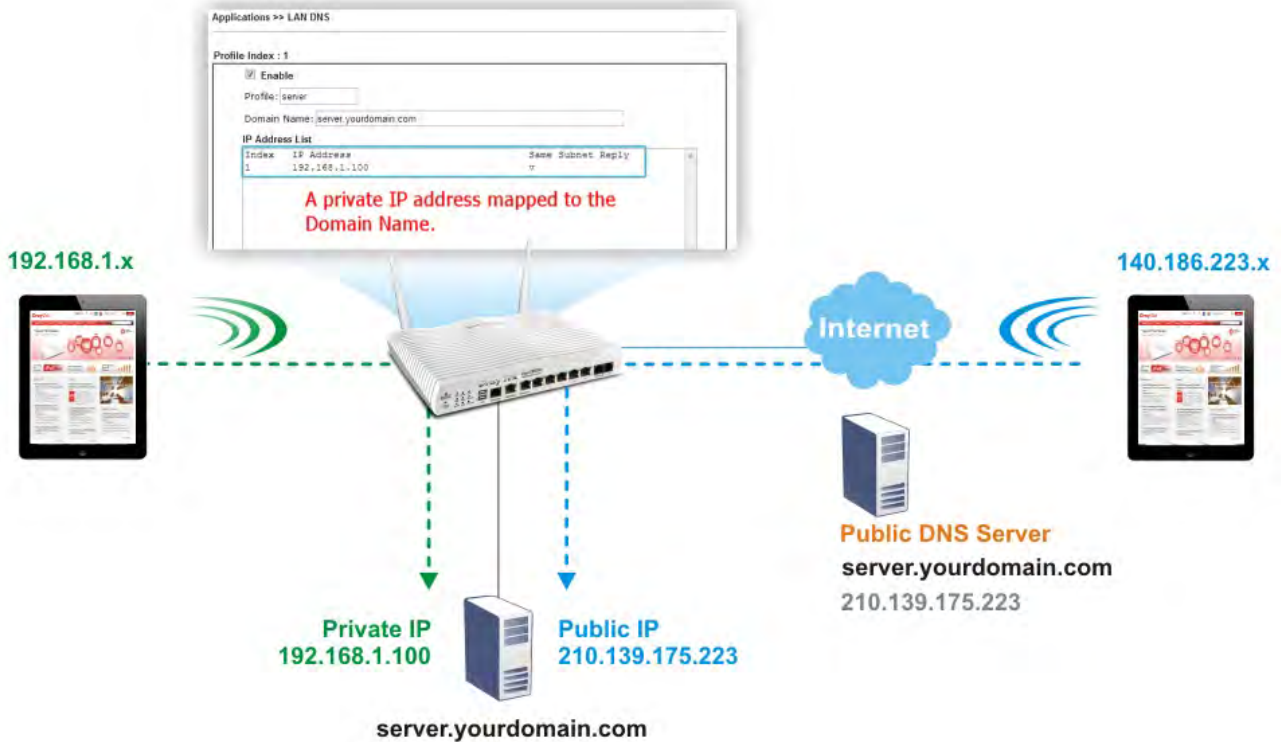 Applications >> LAN DNS
Profile Index : 1
Enable
Profile: server
Domain Name: server.yourdomain.com
IP Address List
Index IP Address Same Subnet Reply
1 192.168.1.100 v
A private IP address mapped to the
Domain Name.
192.168.1.x
140.186.223.x
Internet
Public DNS Server
server.yourdomain.com
210.139.175.223
Private IP
192.168.1.100
Public IP
210.139.175.223
server.yourdomain.com